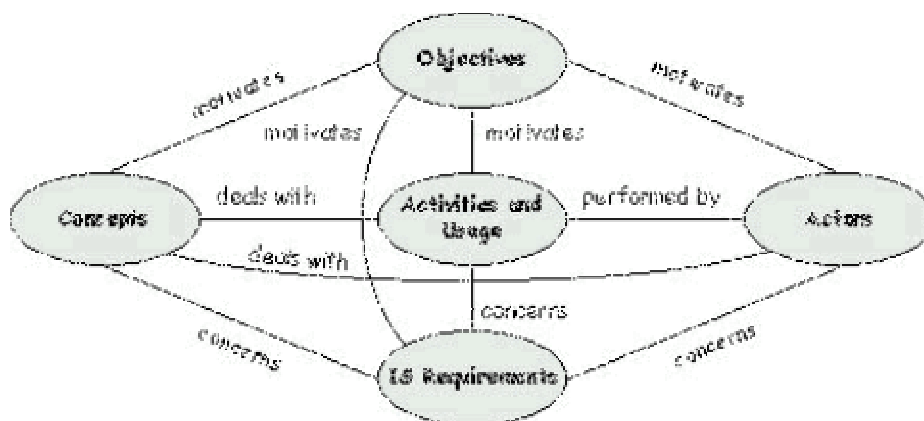 Objectives
motivates
motivates
motivates
motivates
Concepts
deals with
Activities and
Usage
performed by
Actors
deals with
concerns
concerns
concerns
IS Requirements